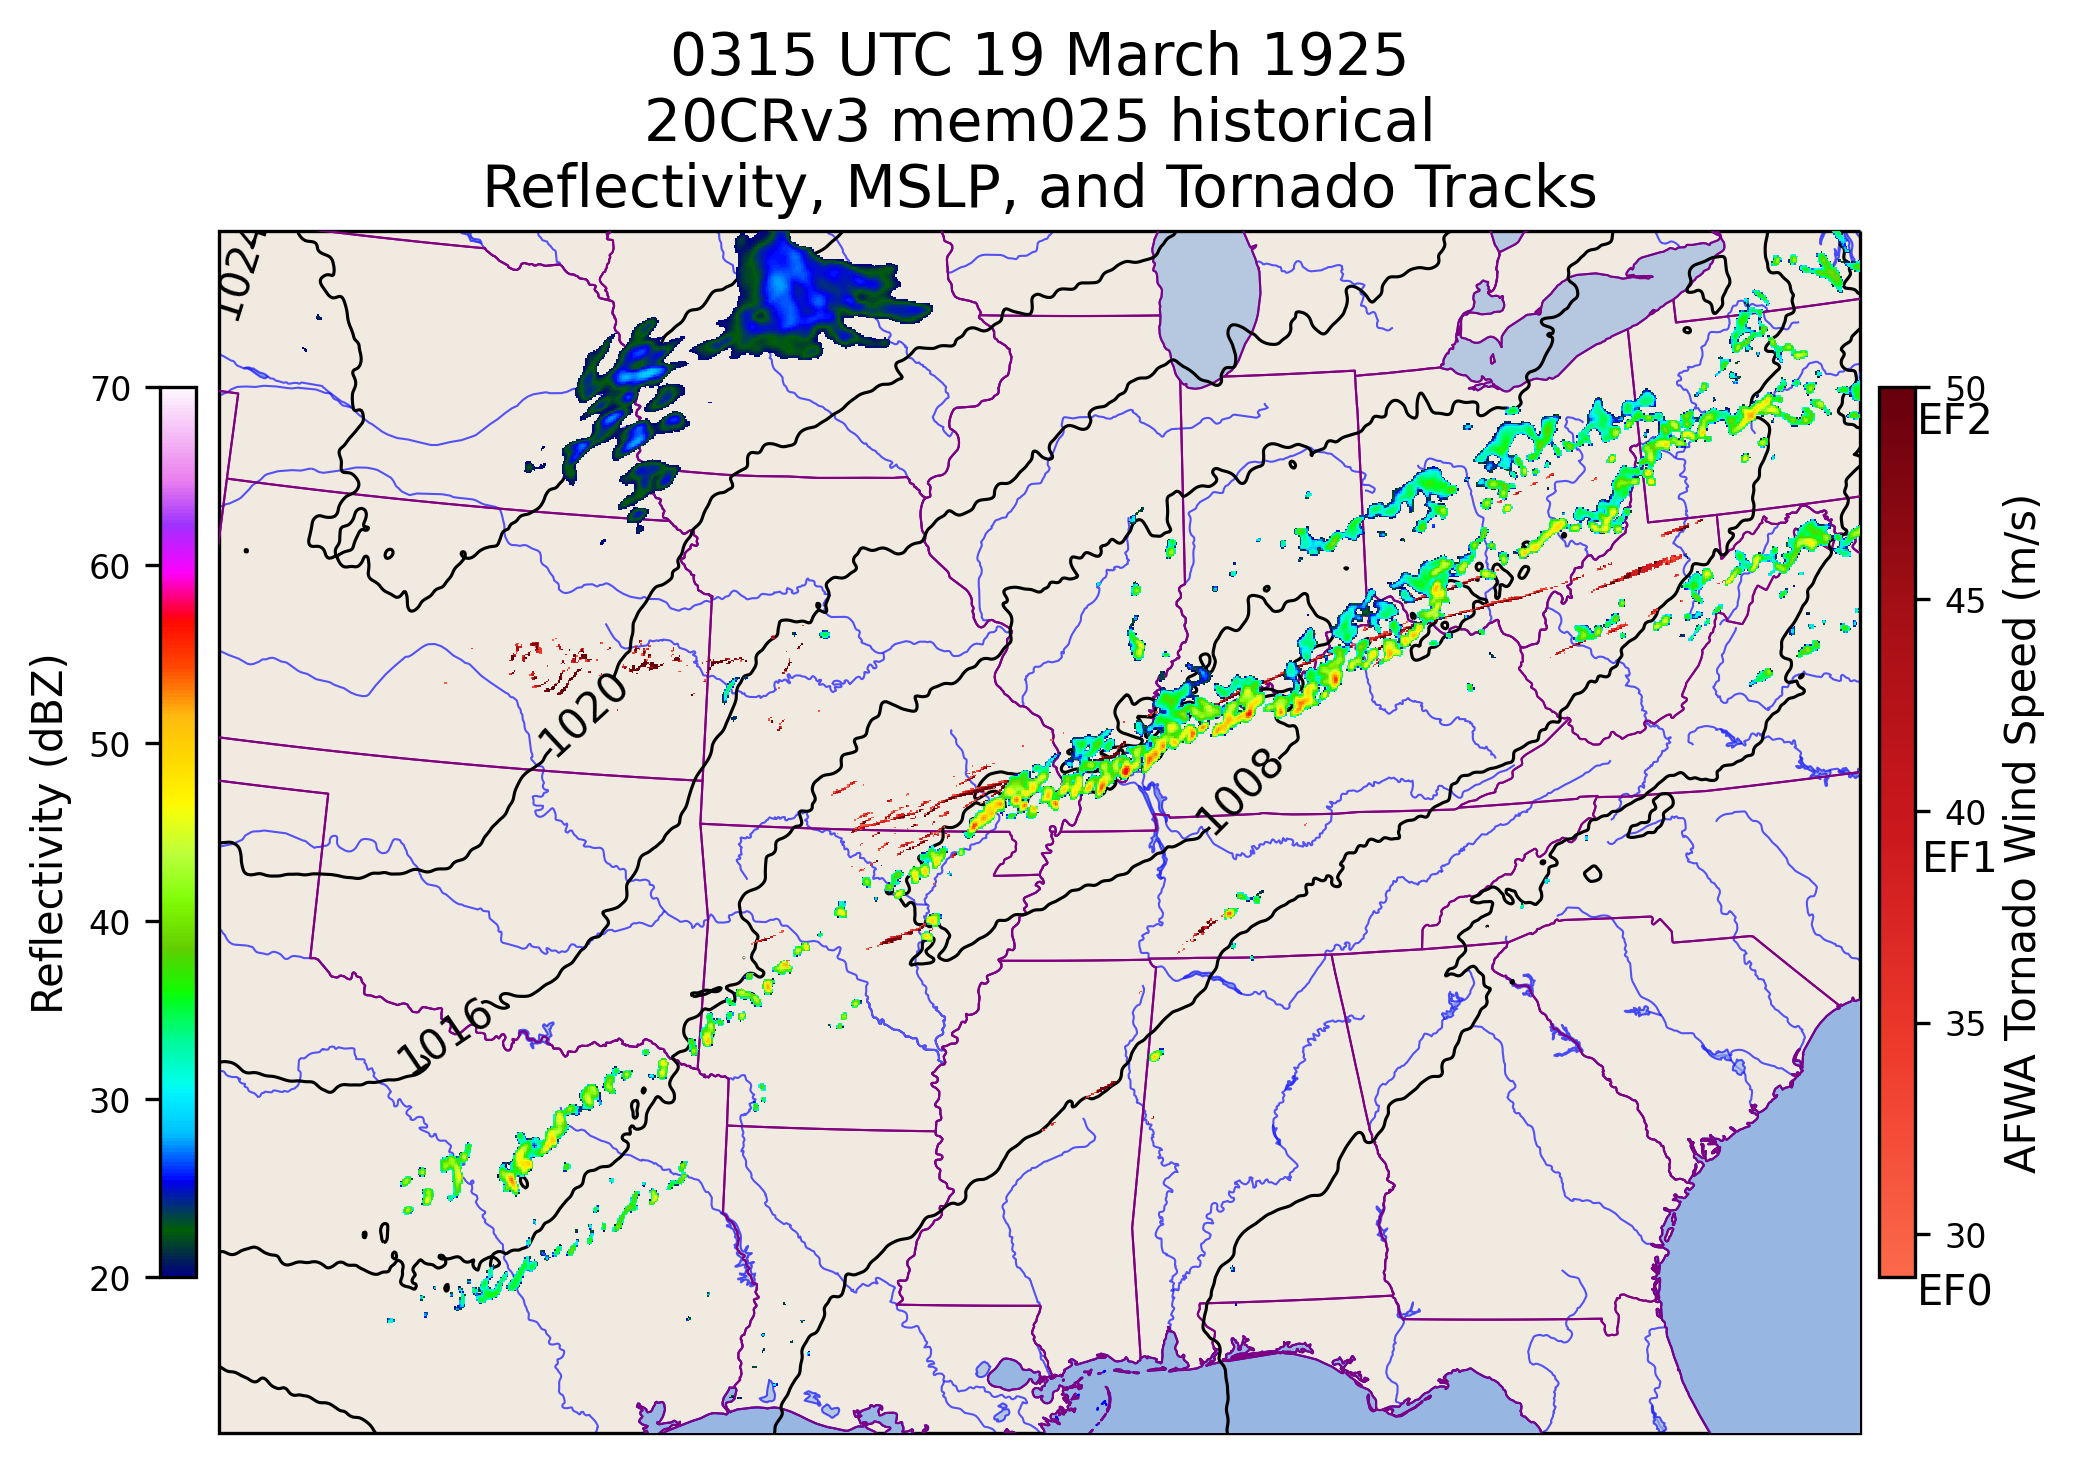 0315 UTC 19 March 1925
20CRv3 mem025 historical
Reflectivity, MSLP, and Tornado Tracks
1024
1020
1016
1008
70
60
50
40
30
20
Reflectivity (dBZ)
50
EF2
45
40
EF1
35
30
EF0
AFWA Tornado Wind Speed (m/s)